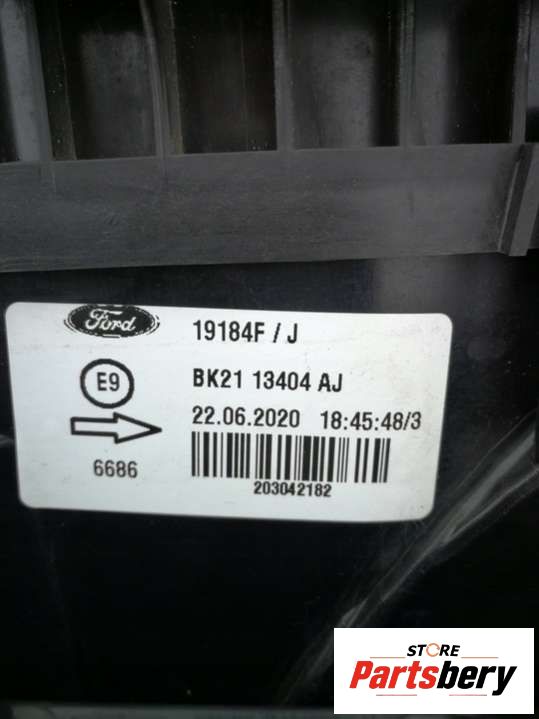 Ford
19184F / J
E9
BK21 13404 AJ
22.06.2020 18:45:48/3
6686
203042182
STORE
Partsbery